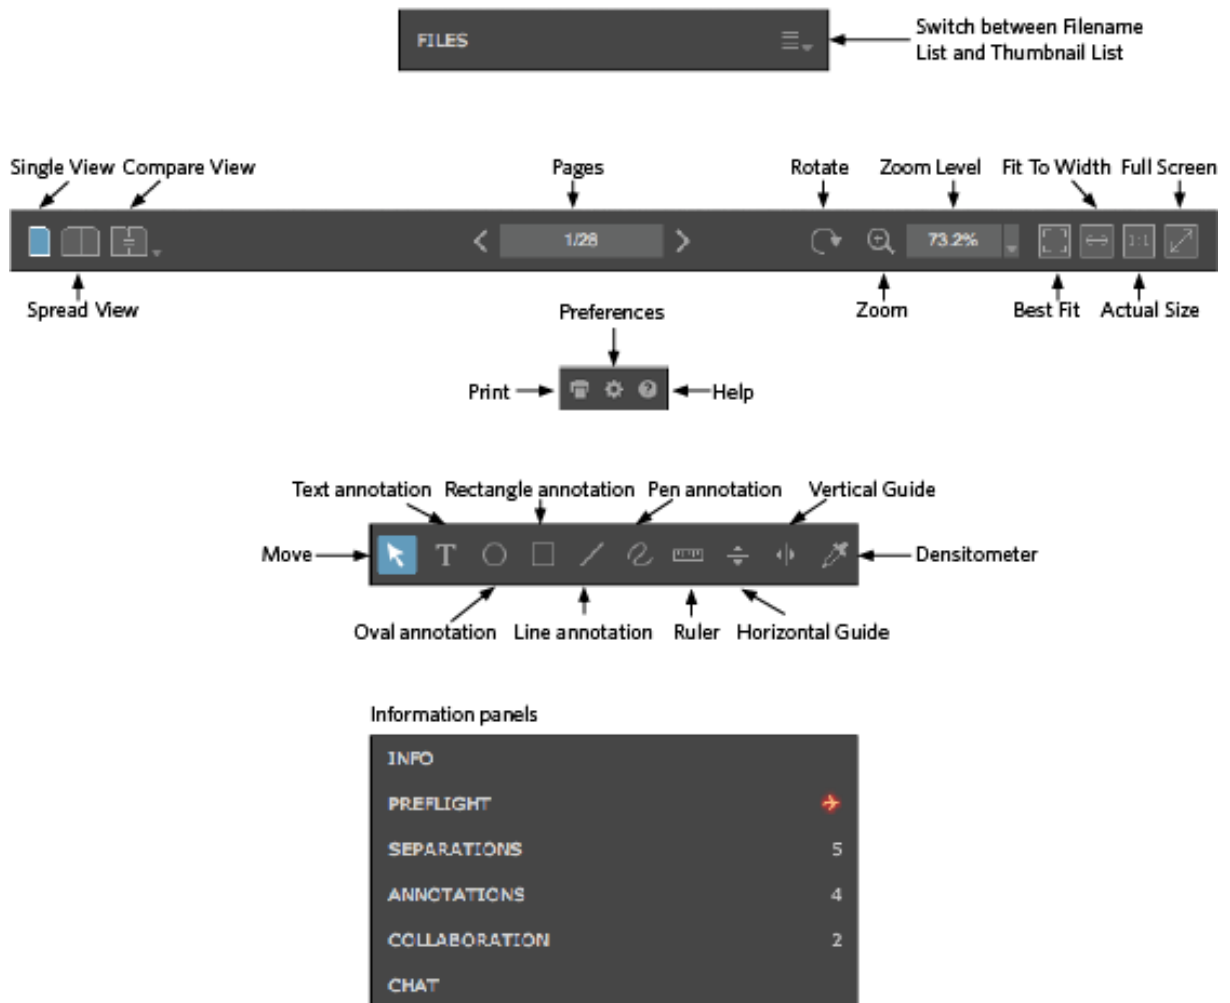 FILES
Switch between Filename
List and Thumbnail List
Single View Compare View Pages Rotate Zoom Level Fit To Width Full Screen
1/28 73.2% 1:1
Spread View Zoom Best Fit Actual Size
Preferences
Print Help
Text annotation Rectangle annotation Pen annotation Vertical Guide
Move T Densitometer
Oval annotation Line annotation Ruler Horizontal Guide
Information panels
INFO
PREFLIGHT
SEPARATIONS 5
ANNOTATIONS 4
COLLABORATION 2
CHAT